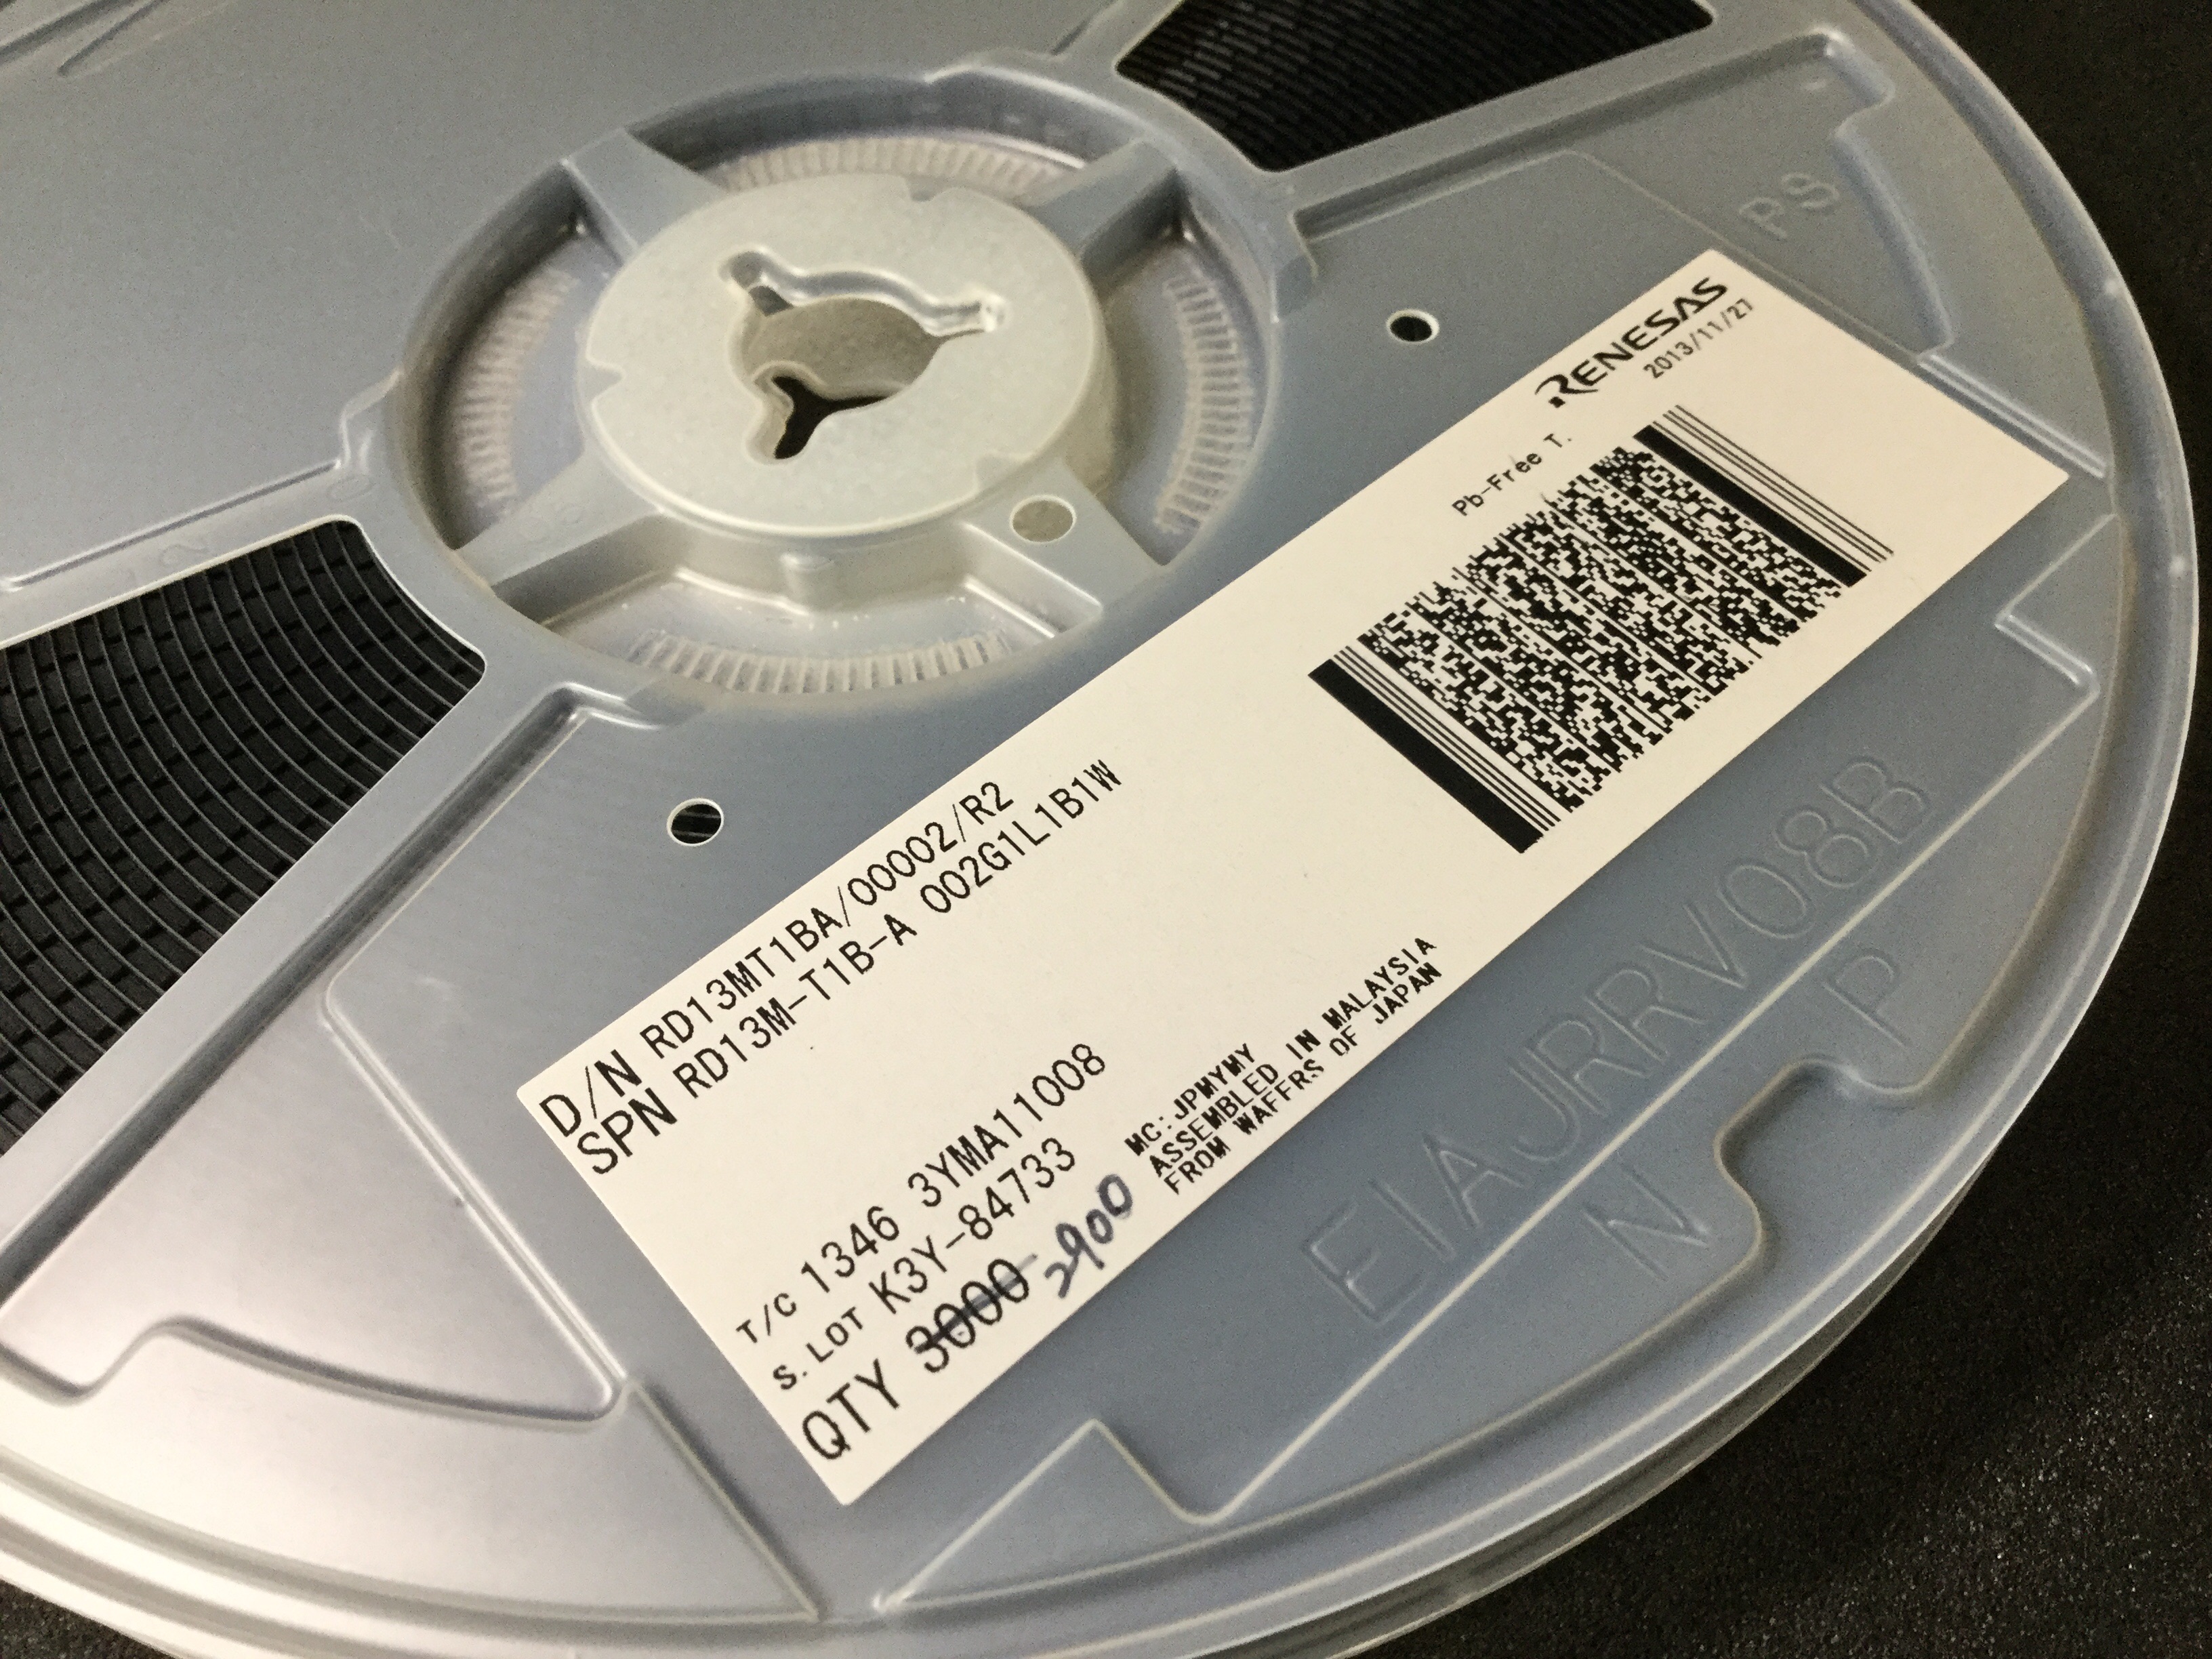 RENESAS
2013/11/27
Pb-Free T.
D/N RD13MT1BA/00002/R2
SPN RD13M-T1B-A 002G1L1B1W
T/C 1346 3YMA11008
S.LOT K3Y-84733
QTY 3000 2900
MC:JPMYMY
ASSEMBLED IN MALAYSIA
FROM WAFFRS OF JAPAN
PS
EIAJRRV08B
N P